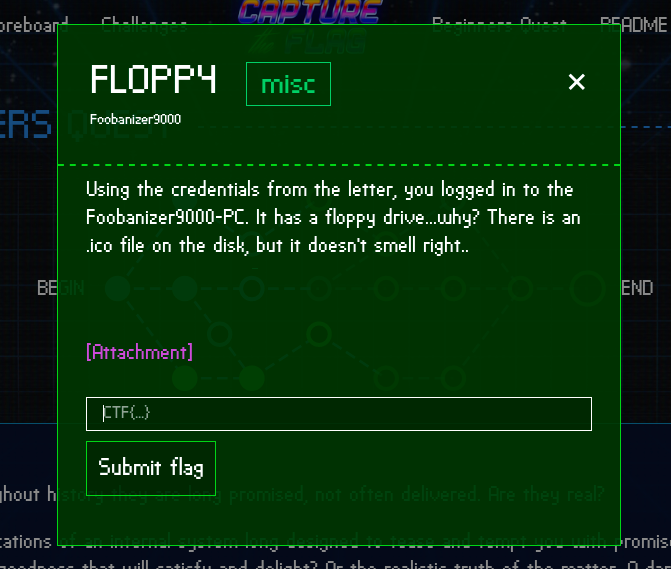 oreboard Challenges CAPTURE Beginners Quest README
FLOPPY misc ×
Foobanizer9000
ERS QUEST
Using the credentials from the letter, you logged in to the
Foobanizer9000-PC. It has a floppy drive...why? There is an
.ico file on the disk, but it doesn't smell right..
BEGIN END
[Attachment]
CTF{...}
Submit flag
ghout history they are long promised, not often delivered. Are they real?
cations of an internal system long designed to tease and tempt you with promise
goodness that will satisfy and delight? Or the realistic truth of the matter. A da